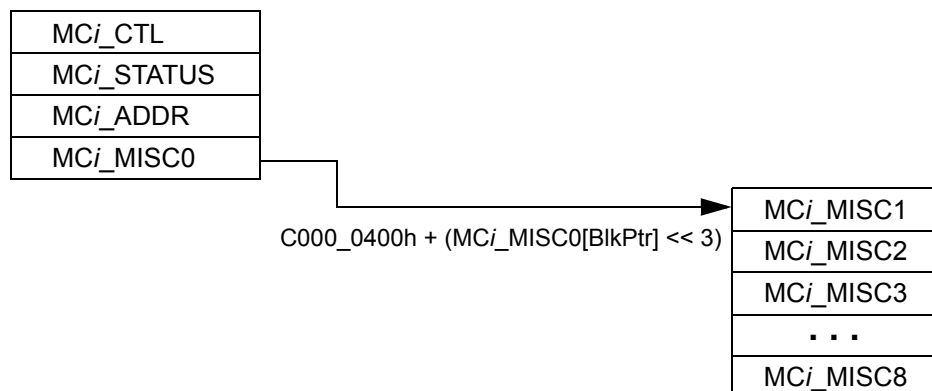 MCi_CTL
MCi_STATUS
MCi_ADDR
MCi_MISC0
C000_0400h + (MCi_MISC0[BlkPtr] << 3)
MCi_MISC1
MCi_MISC2
MCi_MISC3
. . .
MCi_MISC8